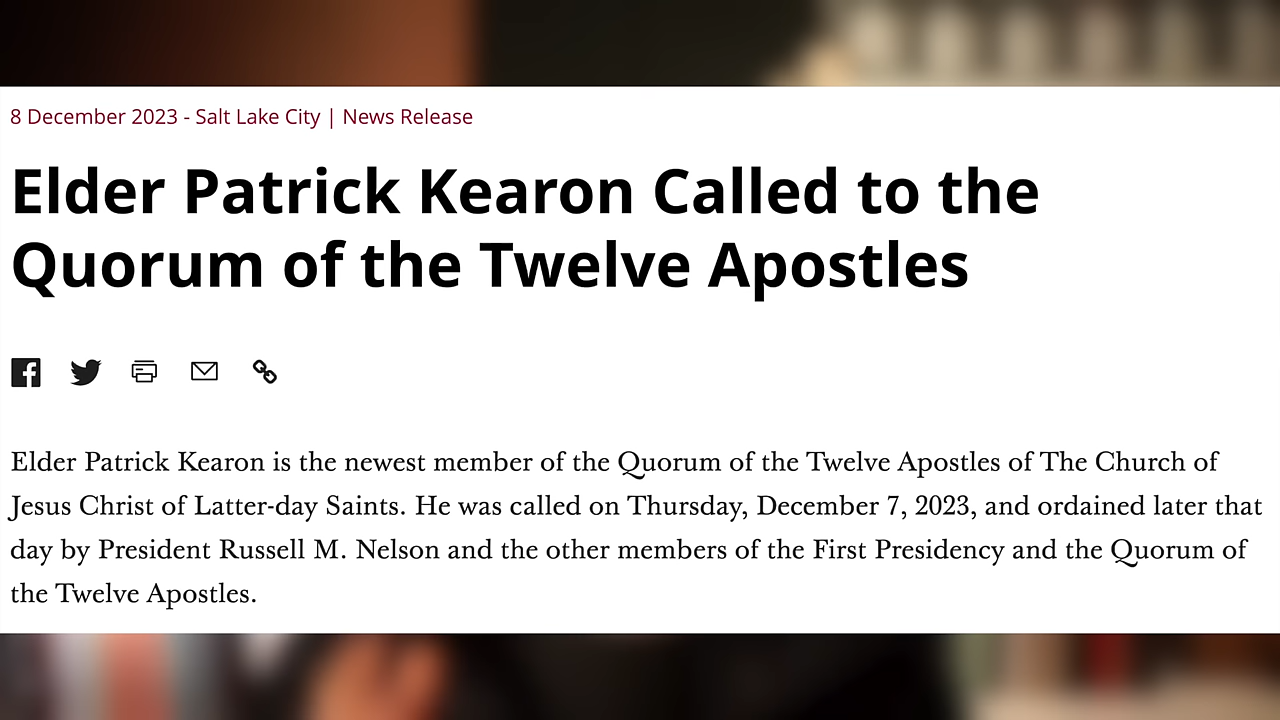 8 December 2023 - Salt Lake City | News Release
Elder Patrick Kearon Called to the
Quorum of the Twelve Apostles
Elder Patrick Kearon is the newest member of the Quorum of the Twelve Apostles of The Church of
Jesus Christ of Latter-day Saints. He was called on Thursday, December 7, 2023, and ordained later that
day by President Russell M. Nelson and the other members of the First Presidency and the Quorum of
the Twelve Apostles.